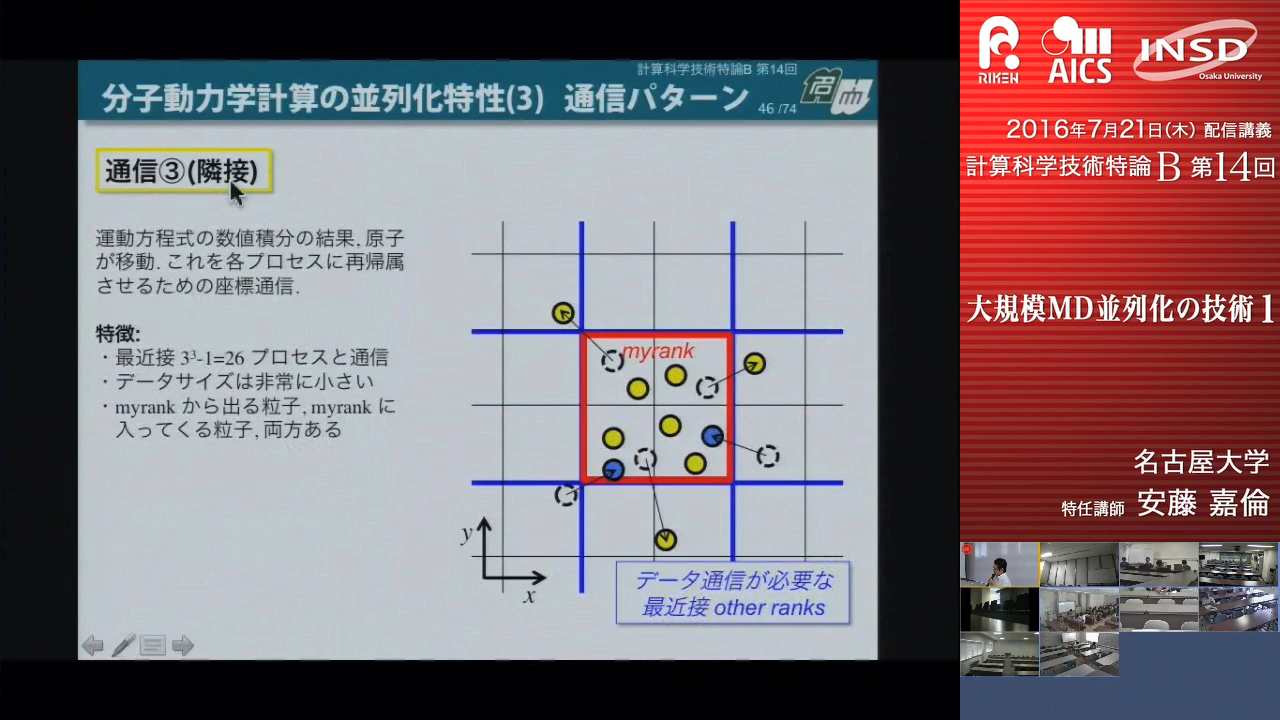 計算科学技術特論B 第14回
分子動力学計算の並列化特性(3) 通信パターン
46 /74
通信③(隣接)
運動方程式の数値積分の結果, 原子
が移動. これを各プロセスに再帰属
させるための座標通信.
特徴:
・最近接 3³-1=26 プロセスと通信
・データサイズは非常に小さい
・myrank から出る粒子, myrank に
入ってくる粒子, 両方ある
myrank
y
x
データ通信が必要な
最近接 other ranks
RIKEN
AICS
INSD
Osaka University
2016年7月21日(木) 配信講義
計算科学技術特論 B 第14回
大規模MD並列化の技術1
名古屋大学
特任講師 安藤 嘉倫